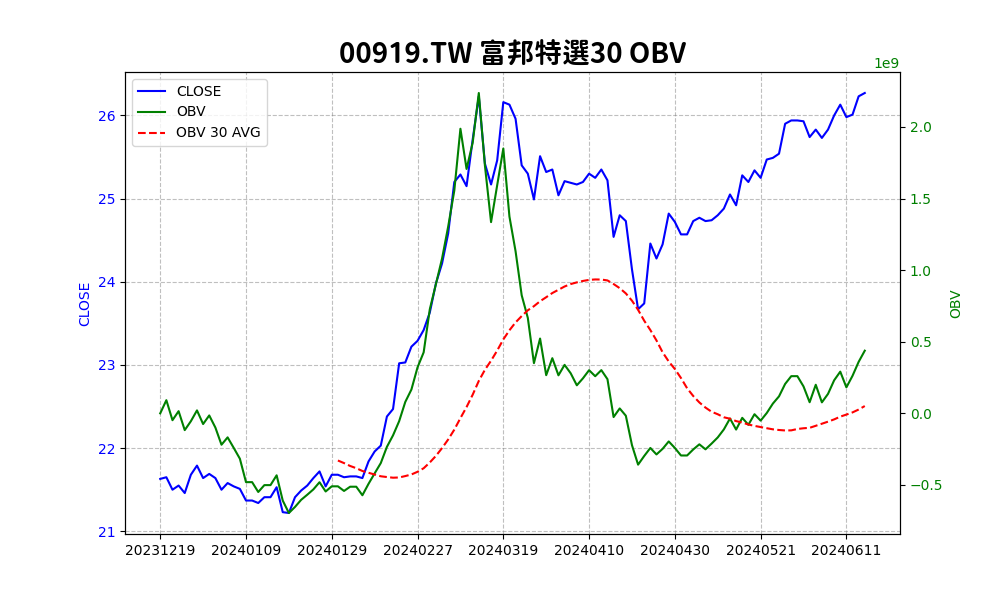 00919.TW 富邦特選30 OBV
1e9
CLOSE
OBV
OBV 30 AVG
26
25
24
23
22
21
CLOSE
2.0
1.5
1.0
0.5
0.0
−0.5
OBV
20231219 20240109 20240129 20240227 20240319 20240410 20240430 20240521 20240611